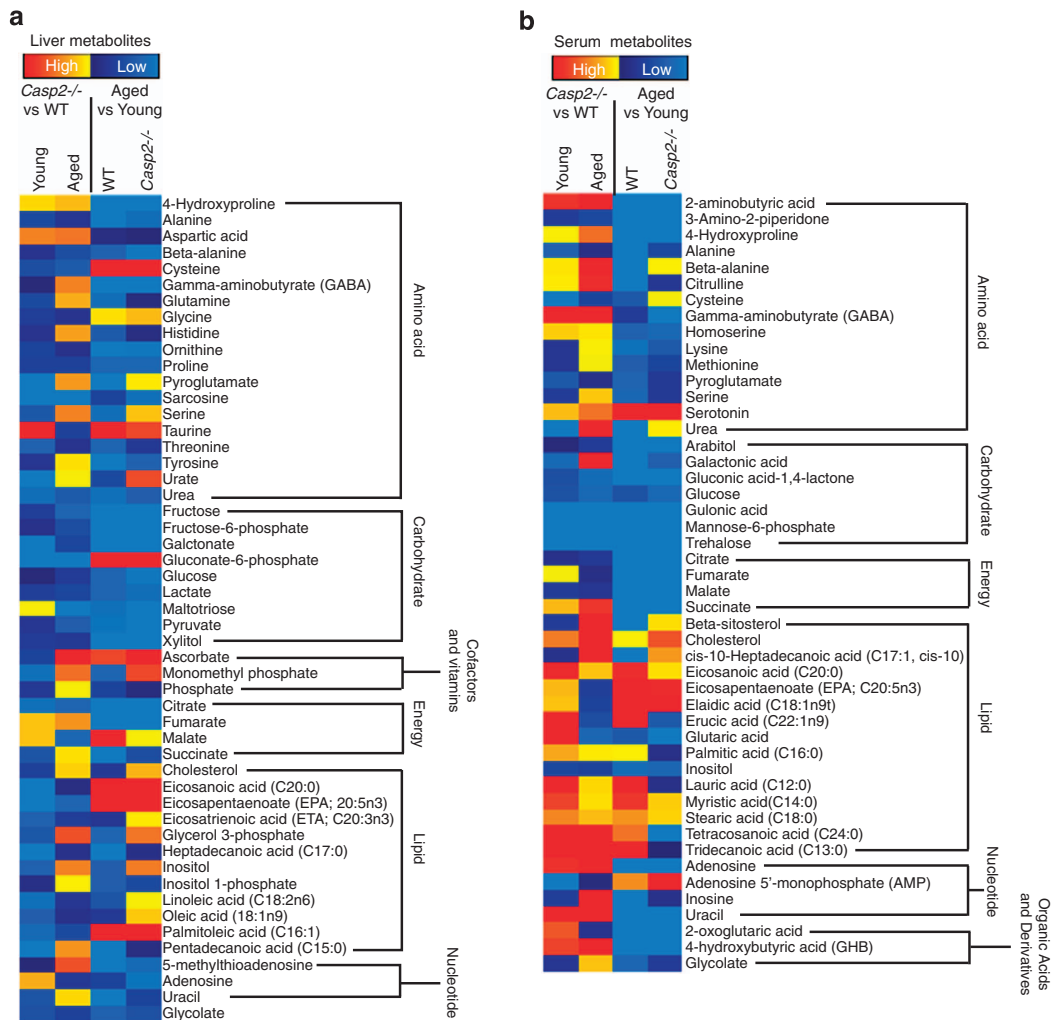 a
Liver metabolites
High
Low
Casp2-/-
vs WT
Aged
vs Young
Young
Aged
WT
Casp2-/-
4-Hydroxyproline
Alanine
Aspartic acid
Beta-alanine
Cysteine
Gamma-aminobutyrate (GABA)
Glutamine
Glycine
Histidine
Ornithine
Proline
Pyroglutamate
Sarcosine
Serine
Taurine
Threonine
Tyrosine
Urate
Urea
Fructose
Fructose-6-phosphate
Galctonate
Gluconate-6-phosphate
Glucose
Lactate
Maltotriose
Pyruvate
Xylitol
Ascorbate
Monomethyl phosphate
Phosphate
Citrate
Fumarate
Malate
Succinate
Cholesterol
Eicosanoic acid (C20:0)
Eicosapentaenoate (EPA; 20:5n3)
Eicosatrienoic acid (ETA; C20:3n3)
Glycerol 3-phosphate
Heptadecanoic acid (C17:0)
Inositol
Inositol 1-phosphate
Linoleic acid (C18:2n6)
Oleic acid (18:1n9)
Palmitoleic acid (C16:1)
Pentadecanoic acid (C15:0)
5-methylthioadenosine
Adenosine
Uracil
Glycolate
Amino acid
Carbohydrate
Cofactors
and vitamins
Energy
Lipid
Nucleotide
b
Serum metabolites
High
Low
Casp2-/-
vs WT
Aged
vs Young
Young
Aged
WT
Casp2-/-
2-aminobutyric acid
3-Amino-2-piperidone
4-Hydroxyproline
Alanine
Beta-alanine
Citrulline
Cysteine
Gamma-aminobutyrate (GABA)
Homoserine
Lysine
Methionine
Pyroglutamate
Serine
Serotonin
Urea
Arabitol
Galactonic acid
Gluconic acid-1,4-lactone
Glucose
Gulonic acid
Mannose-6-phosphate
Trehalose
Citrate
Fumarate
Malate
Succinate
Beta-sitosterol
Cholesterol
cis-10-Heptadecanoic acid (C17:1, cis-10)
Eicosanoic acid (C20:0)
Eicosapentaenoate (EPA; C20:5n3)
Elaidic acid (C18:1n9t)
Erucic acid (C22:1n9)
Glutaric acid
Palmitic acid (C16:0)
Inositol
Lauric acid (C12:0)
Myristic acid(C14:0)
Stearic acid (C18:0)
Tetracosanoic acid (C24:0)
Tridecanoic acid (C13:0)
Adenosine
Adenosine 5'-monophosphate (AMP)
Inosine
Uracil
2-oxoglutaric acid
4-hydroxybutyric acid (GHB)
Glycolate
Amino acid
Carbohydrate
Energy
Lipid
Nucleotide
Organic Acids
and Derivatives